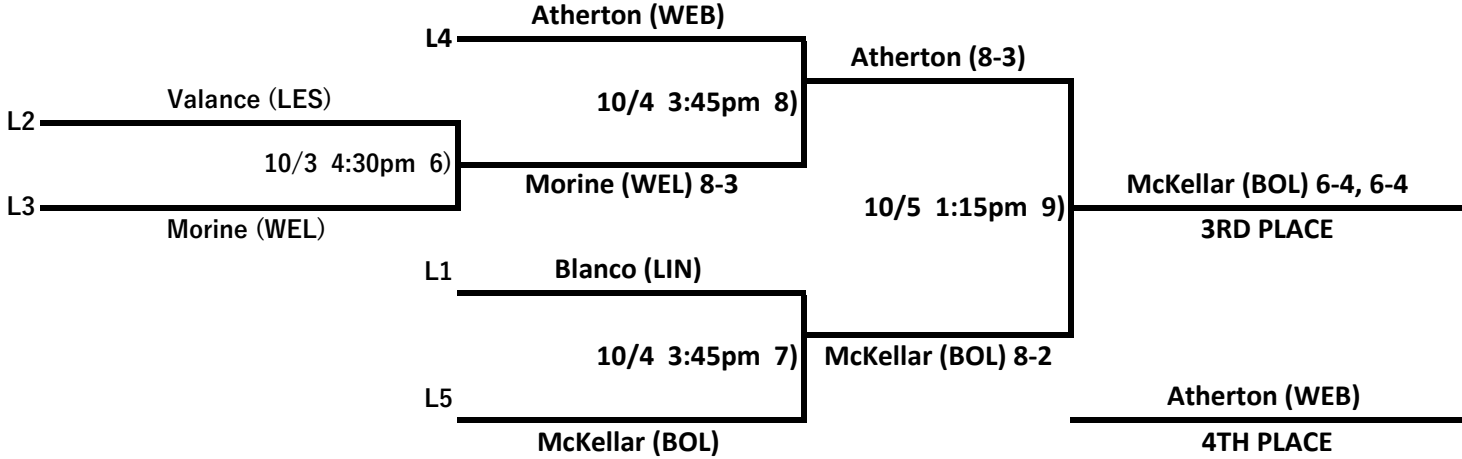 Atherton (WEB)
L4
Atherton (8-3)
Valance (LES)
10/4 3:45pm 8)
L2
10/3 4:30pm 6)
Morine (WEL) 8-3
McKellar (BOL) 6-4, 6-4
L3
10/5 1:15pm 9)
Morine (WEL)
3RD PLACE
L1
Blanco (LIN)
10/4 3:45pm 7)
McKellar (BOL) 8-2
L5
Atherton (WEB)
McKellar (BOL)
4TH PLACE